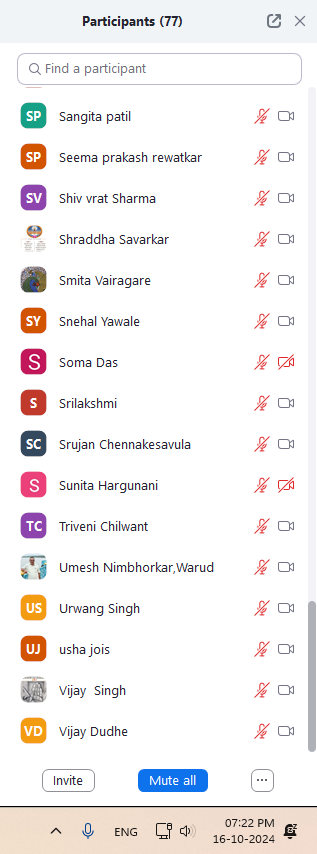 Participants (77)
Find a participant
SP Sangita patil
SP Seema prakash rewatkar
SV Shiv vrat Sharma
Shraddha Savarkar
Smita Vairagare
SY Snehal Yawale
S Soma Das
S Srilakshmi
SC Srujan Chennakesavula
S Sunita Hargunani
TC Triveni Chilwant
Umesh Nimbhorkar,Warud
US Urwang Singh
UJ usha jois
Vijay  Singh
VD Vijay Dudhe
Invite Mute all ...
ENG 07:22 PM
16-10-2024